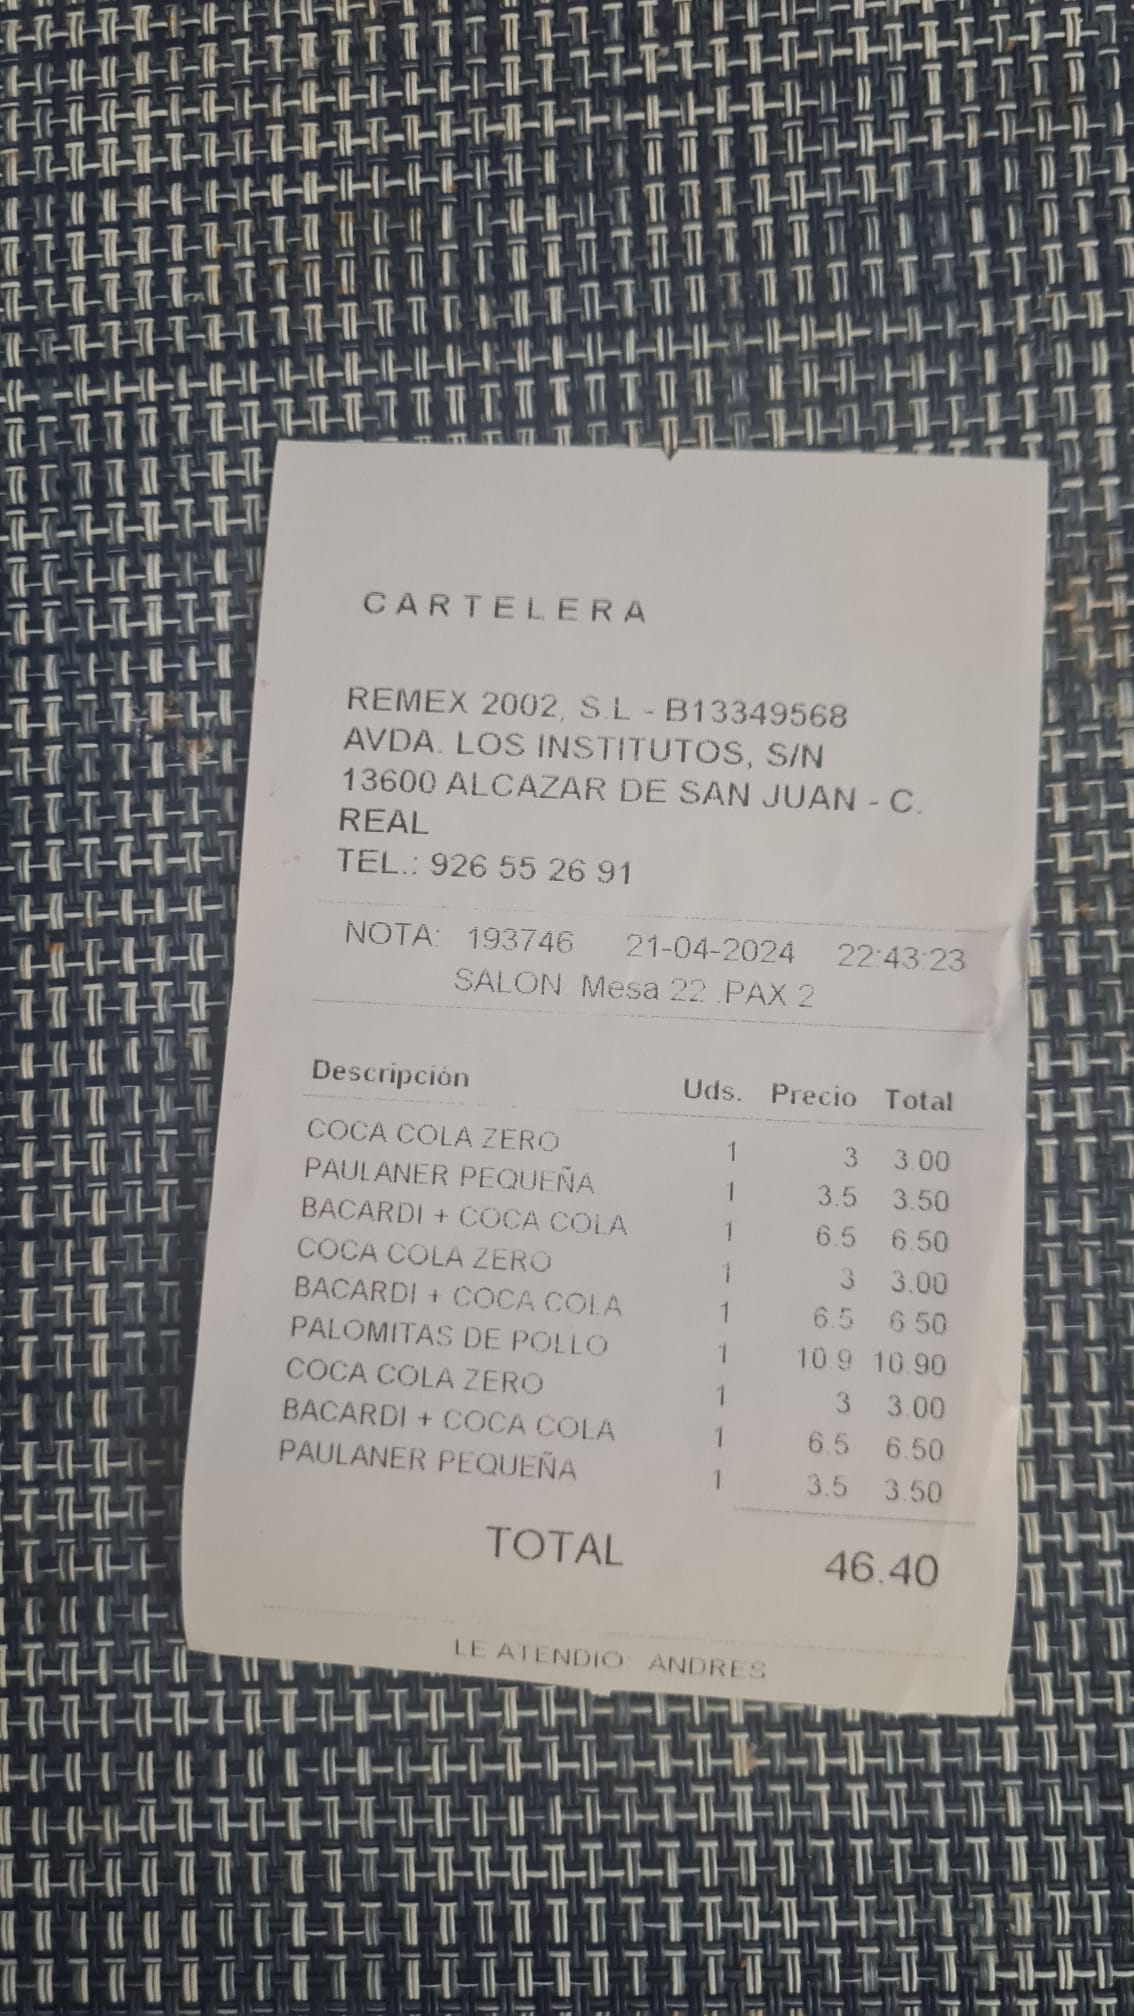 CARTELERA
REMEX 2002, S.L - B13349568
AVDA. LOS INSTITUTOS, S/N
13600 ALCAZAR DE SAN JUAN - C.
REAL
TEL.: 926 55 26 91
NOTA: 193746 21-04-2024 22:43:23
SALON Mesa 22 .PAX 2
Descripción Uds. Precio Total
COCA COLA ZERO 1 3 3.00
PAULANER PEQUEÑA 1 3.5 3.50
BACARDI + COCA COLA 1 6.5 6.50
COCA COLA ZERO 1 3 3.00
BACARDI + COCA COLA 1 6.5 6.50
PALOMITAS DE POLLO 1 10.9 10.90
COCA COLA ZERO 1 3 3.00
BACARDI + COCA COLA 1 6.5 6.50
PAULANER PEQUEÑA 1 3.5 3.50
TOTAL 46.40
LE ATENDIO: ANDRES